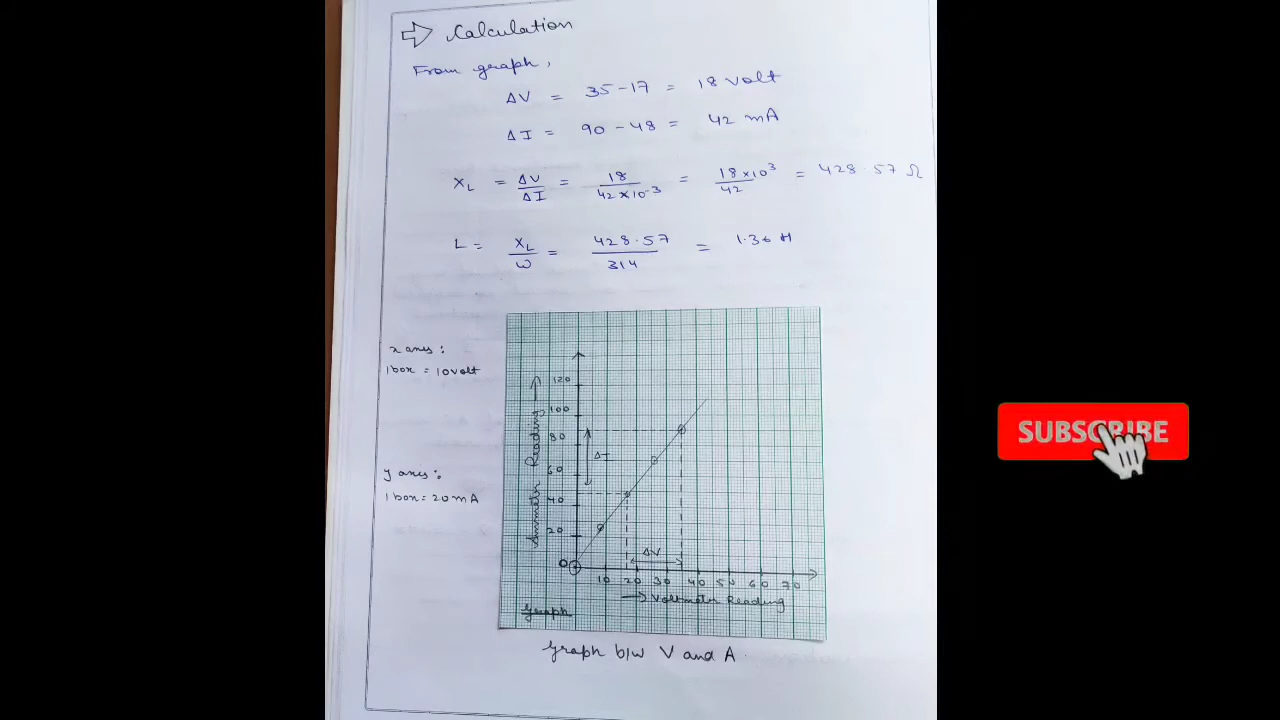 ⇒ Calculation
From graph,
ΔV = 35-17 = 18 Volt
ΔI = 90-48 = 42 mA
XL = ΔV/ΔI = 18/42×10-3 = 18×10³/42 = 428.57 Ω
L = XL/ω = 428.57/314 = 1.36 H
x axes:
1 box = 10 volt
y axes:
1 box = 20 mA
Ammeter Reading →
120
100
80
60
40
20
0
ΔI
ΔV
10 20 30 40 50 60 70
→ Voltmeter Reading
Graph
Graph b/w V and A.
SUBSCRIBE